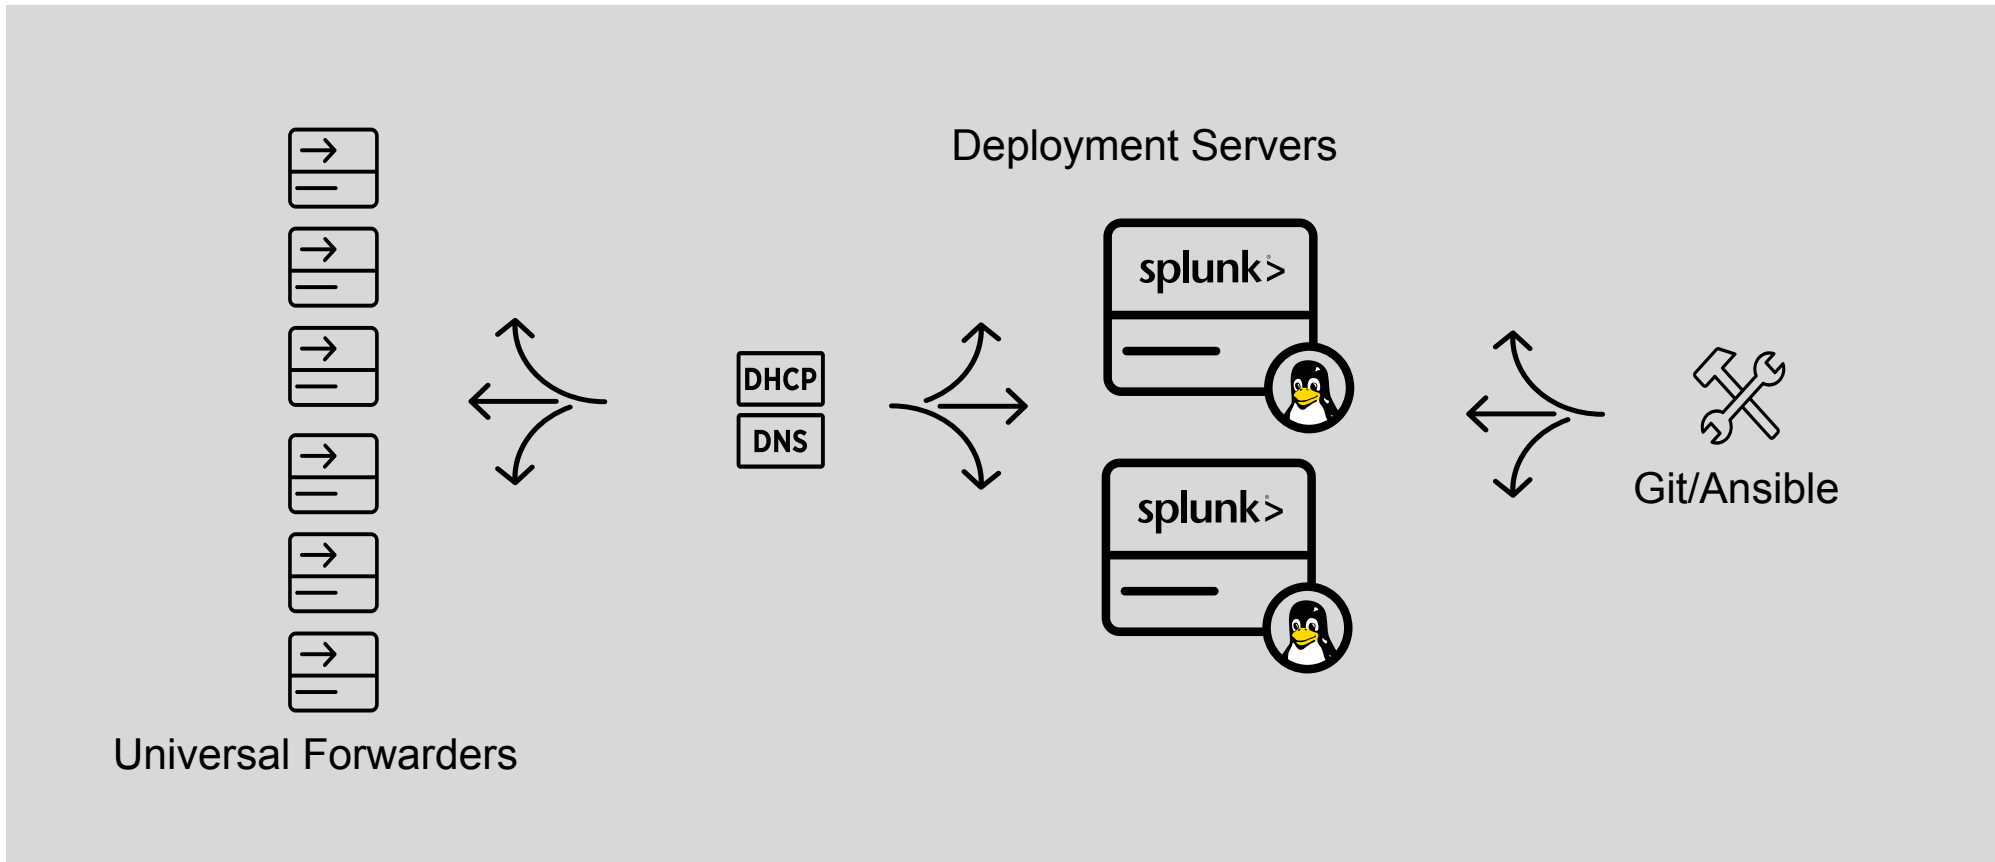 Deployment Servers
splunk>
DHCP
DNS
splunk>
Git/Ansible
Universal Forwarders